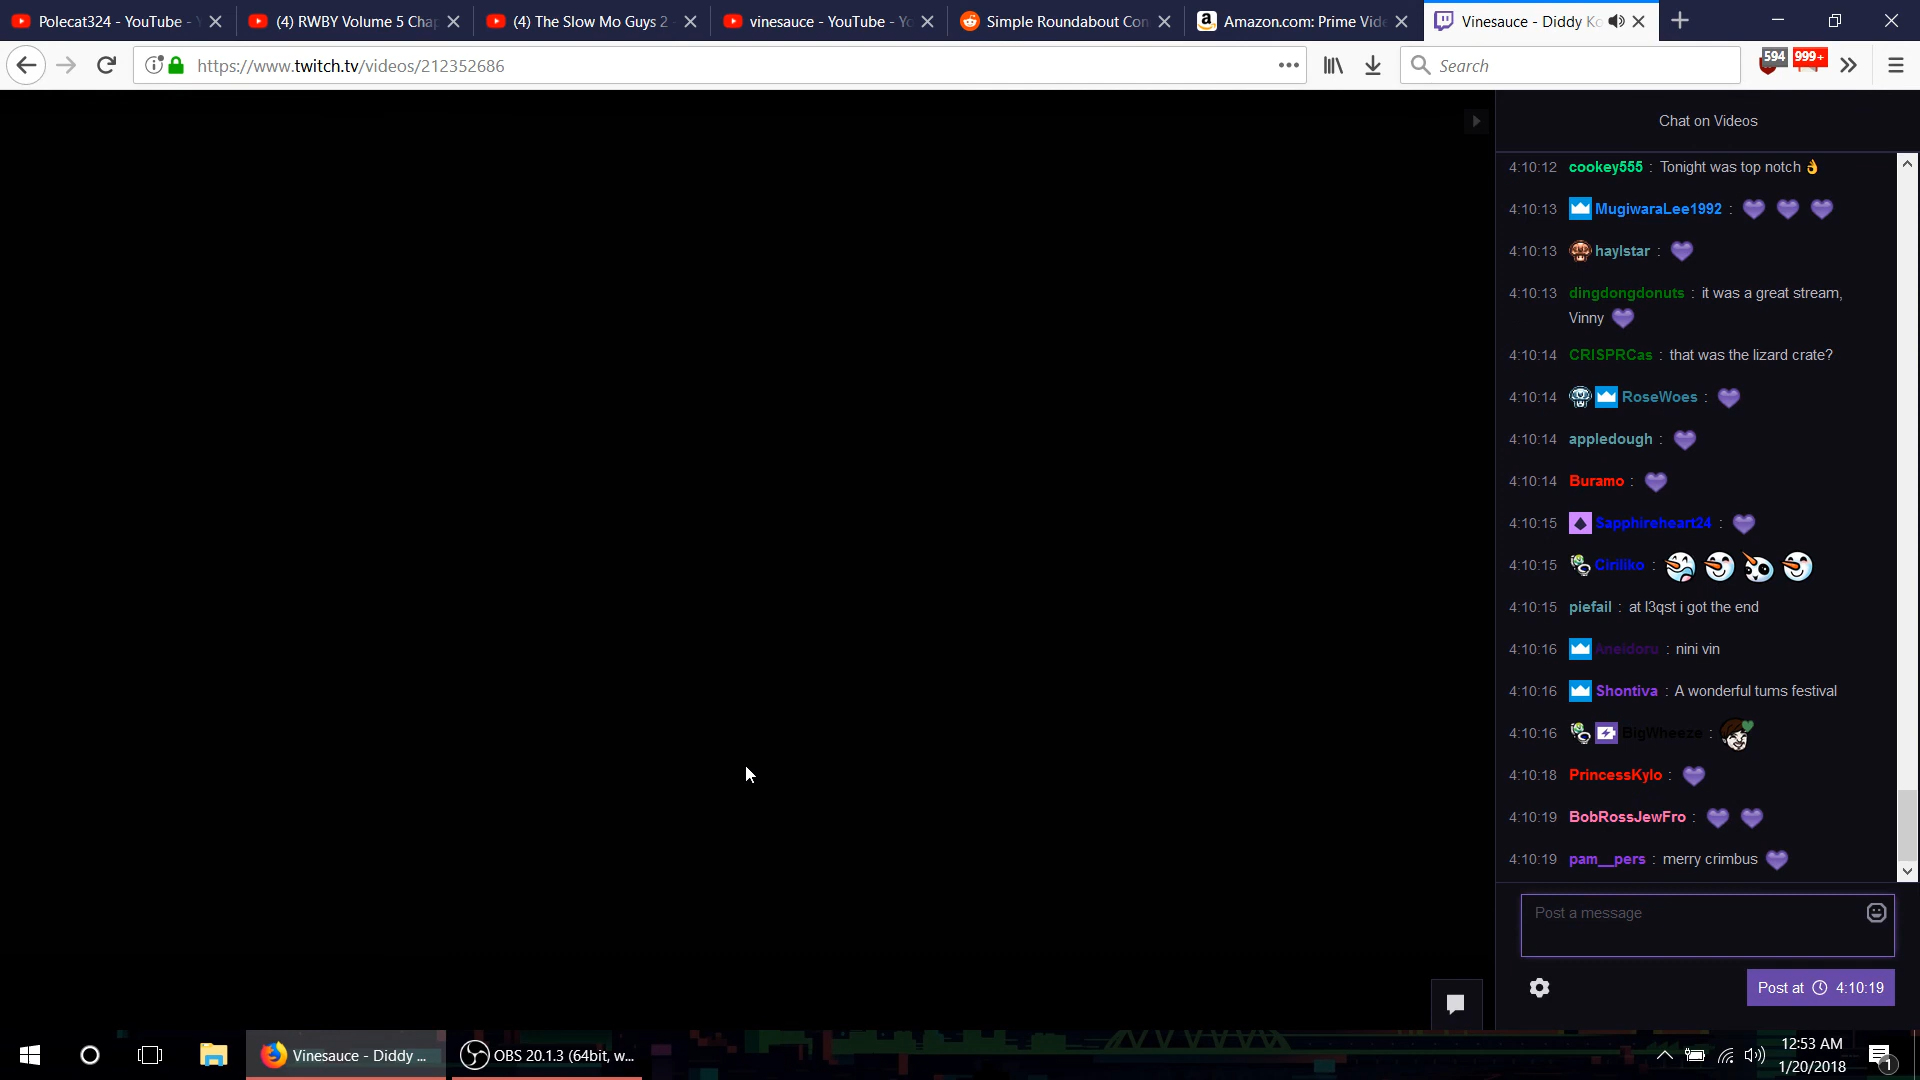 Polecat324 - YouTube -
(4) RWBY Volume 5 Cha
(4) The Slow Mo Guys 2 -
vinesauce - YouTube - Yo
Simple Roundabout Con
Amazon.com: Prime Vide
Vinesauce - Diddy Ko
https://www.twitch.tv/videos/212352686
Search
594
999+
Chat on Videos
4:10:12 cookey555 : Tonight was top notch 👌
4:10:13 MugiwaraLee1992 :
4:10:13 haylstar :
4:10:13 dingdongdonuts : it was a great stream,
Vinny
4:10:14 CRISPRCas : that was the lizard crate?
4:10:14 RoseWoes :
4:10:14 appledough :
4:10:14 Buramo :
4:10:15 Sapphireheart24 :
4:10:15 Ciriliko :
4:10:15 piefail : at l3qst i got the end
4:10:16 Aneidoru : nini vin
4:10:16 Shontiva : A wonderful tums festival
4:10:16 BigWheeze :
4:10:18 PrincessKylo :
4:10:19 BobRossJewFro :
4:10:19 pam__pers : merry crimbus
Post a message
Post at 4:10:19
Vinesauce - Diddy ...
OBS 20.1.3 (64bit, w...
12:53 AM
1/20/2018
1